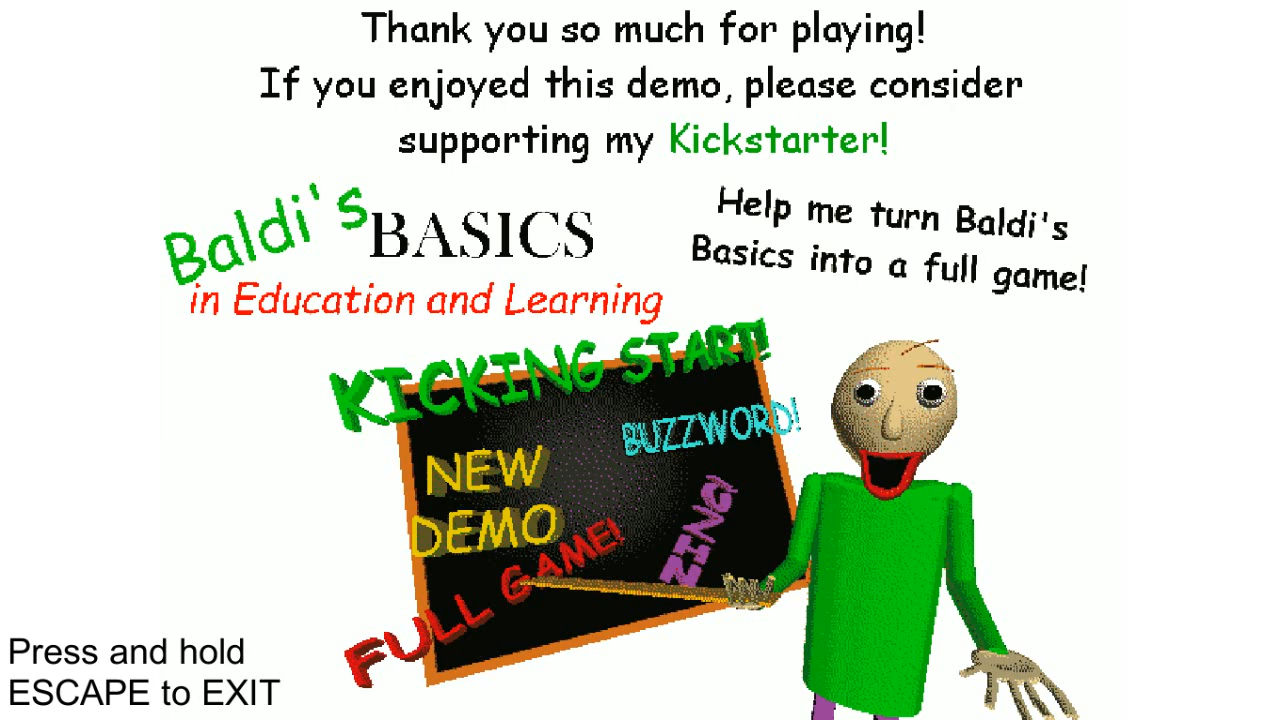 Thank you so much for playing!
If you enjoyed this demo, please consider
supporting my Kickstarter!
Baldi's BASICS
in Education and Learning
Help me turn Baldi's
Basics into a full game!
KICKING START!
BUZZWORD!
NEW
DEMO
ZING!
FULL GAME!
Press and hold
ESCAPE to EXIT